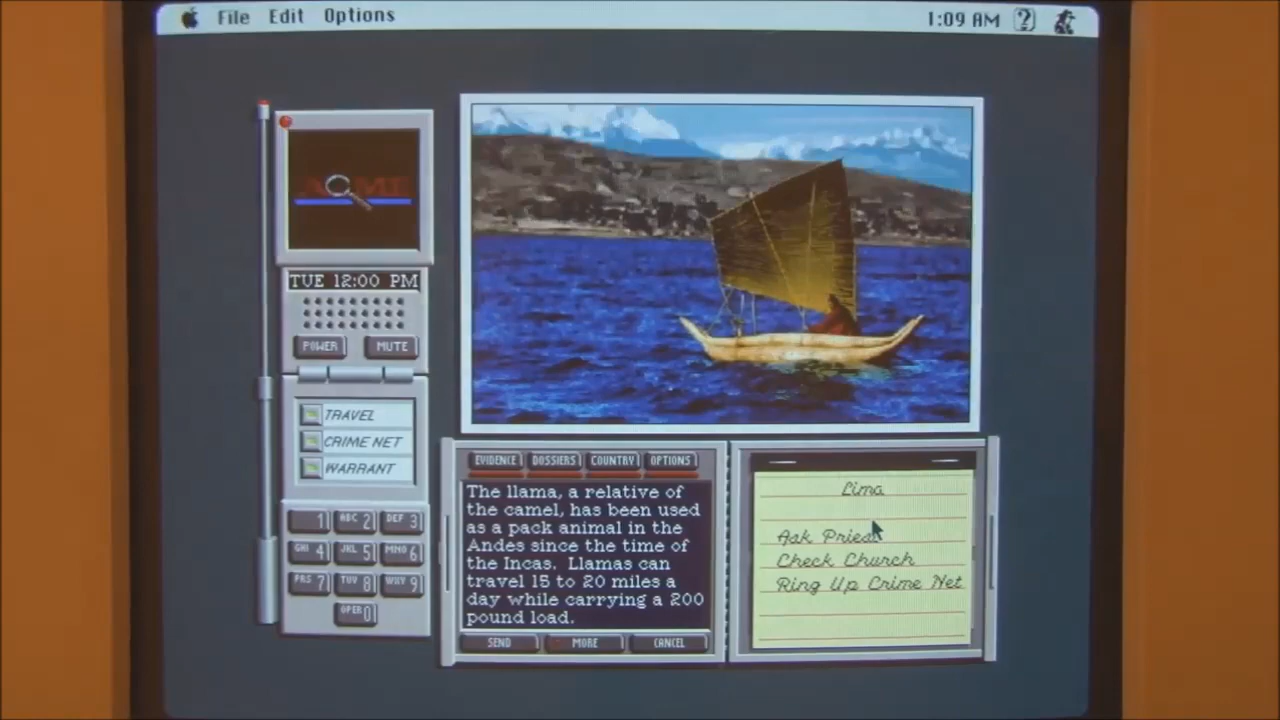 File Edit Options 1:09 AM
ACME
TUE 12:00 PM
POWER MUTE
TRAVEL
CRIME NET
WARRANT
1 ABC 2 DEF 3
GHI 4 JKL 5 MNO 6
PRS 7 TUV 8 WXY 9
OPER 0
EVIDENCE DOSSIERS COUNTRY OPTIONS
The llama, a relative of
the camel, has been used
as a pack animal in the
Andes since the time of
the Incas. Llamas can
travel 15 to 20 miles a
day while carrying a 200
pound load.
SEND MORE CANCEL
Lima
Ask Priest
Check Church
Ring Up Crime Net